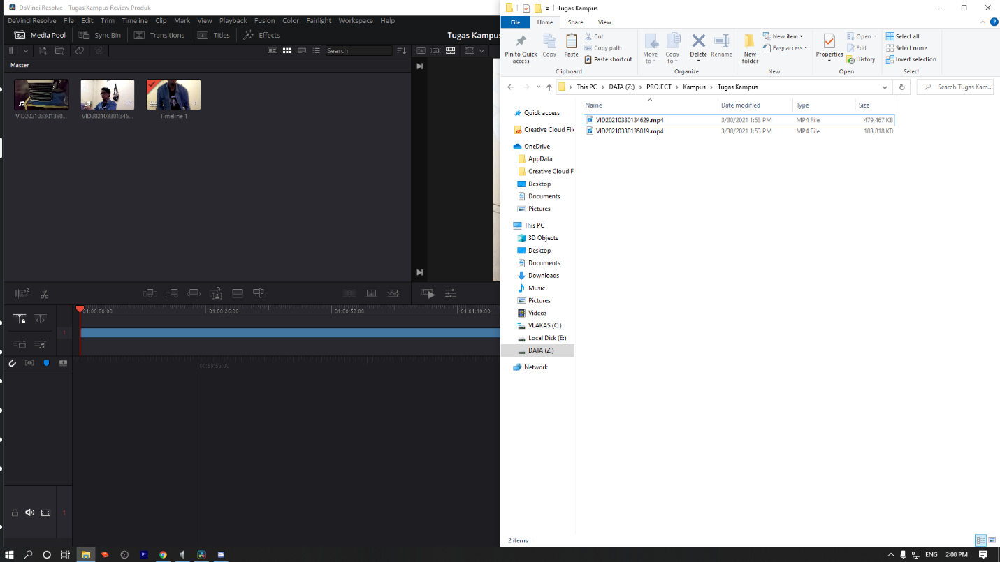 DaVinci Resolve - Tugas Kampus Review Produk
DaVinci Resolve File Edit Trim Timeline Clip Mark View Playback Fusion Color Fairlight Workspace Help
Media Pool Sync Bin Transitions Titles Effects Tugas Kampus
Search
Master
VID202103301350...
VID202103301346...
Timeline 1
01:00:00:00
01:00:26:00
01:00:52:00
01:01:18:00
1
00:59:56:00
1
Tugas Kampus
File Home Share View
Pin to Quick access
Copy
Paste
Cut
Copy path
Paste shortcut
Clipboard
Move to
Copy to
Delete
Rename
Organize
New folder
New item
Easy access
New
Properties
Open
Edit
History
Open
Select all
Select none
Invert selection
Select
This PC > DATA (Z:) > PROJECT > Kampus > Tugas Kampus
Search Tugas Kam...
Name Date modified Type Size
VID20210330134629.mp4 3/30/2021 1:53 PM MP4 File 479,467 KB
VID20210330135019.mp4 3/30/2021 1:53 PM MP4 File 103,818 KB
Quick access
Creative Cloud File
OneDrive
AppData
Creative Cloud F
Desktop
Documents
Pictures
This PC
3D Objects
Desktop
Documents
Downloads
Music
Pictures
Videos
VLAKAS (C:)
Local Disk (E:)
DATA (Z:)
Network
2 items
Pr
ENG 2:00 PM